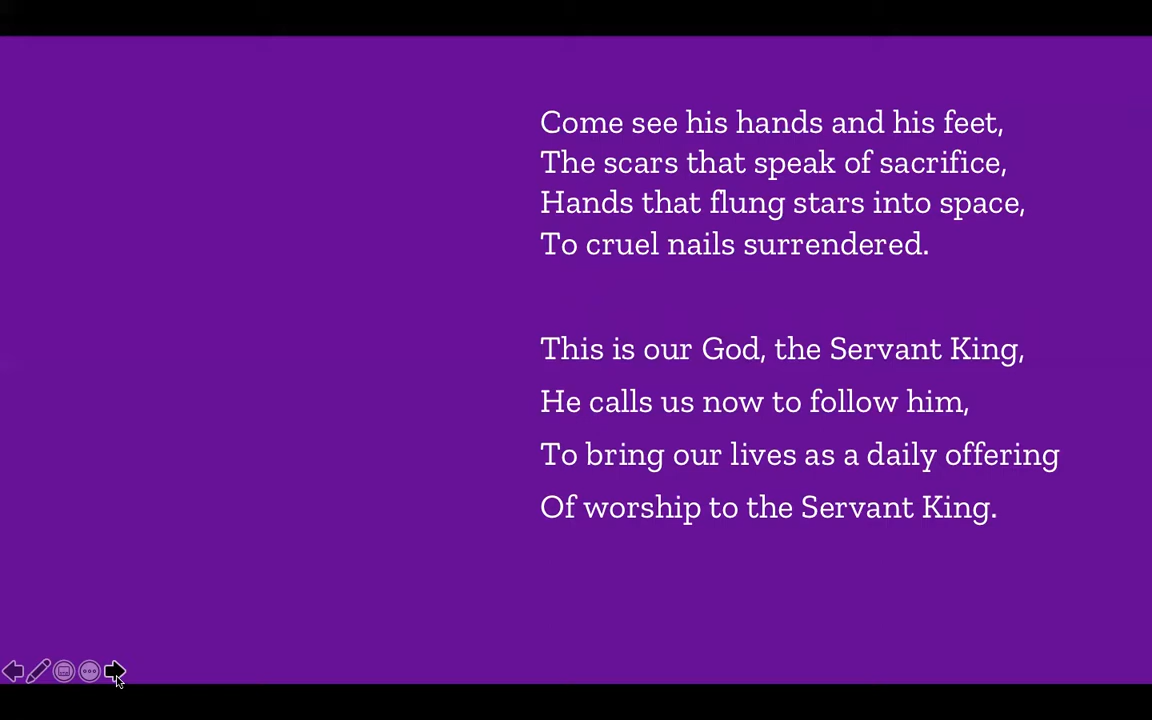 Come see his hands and his feet,
The scars that speak of sacrifice,
Hands that flung stars into space,
To cruel nails surrendered.
This is our God, the Servant King,
He calls us now to follow him,
To bring our lives as a daily offering
Of worship to the Servant King.